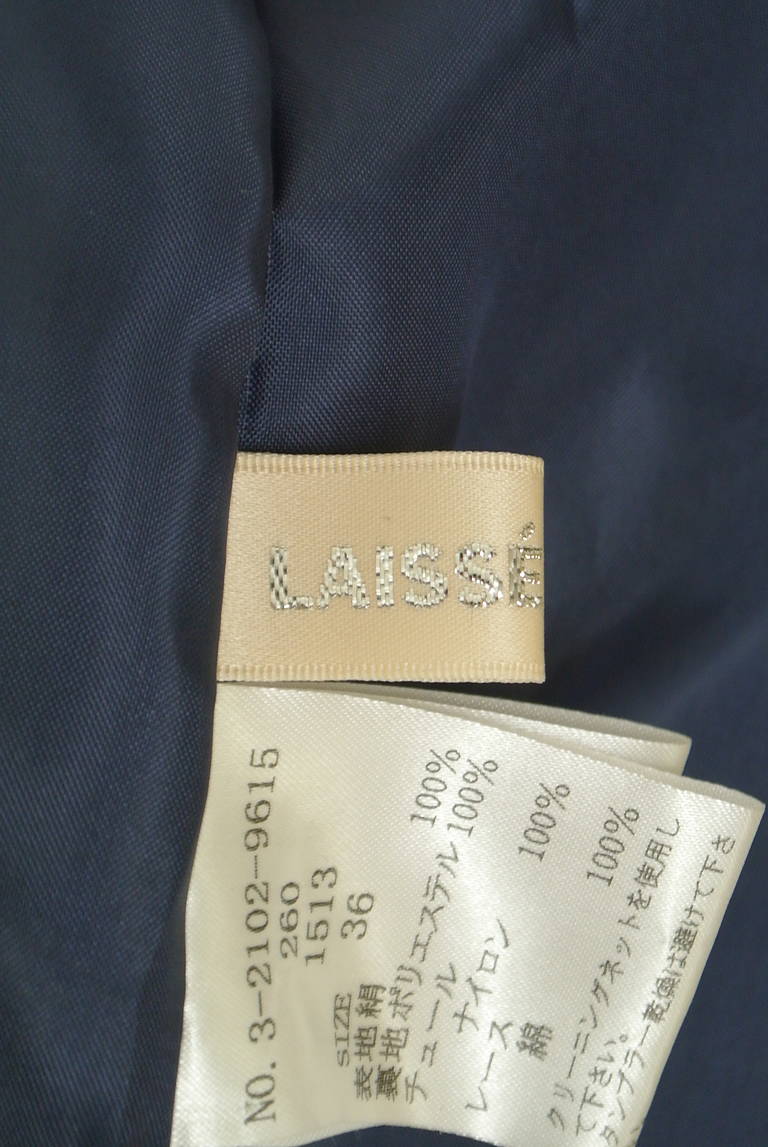 LAISSÉ
NO. 3-2102-9615
260
1513
SIZE 36
表地 絹 100%
裏地 ポリエステル 100%
チュール
ナイロン 100%
レース
綿 100%
クリーニングネットを使用し
て下さい。
タンブラー乾燥は避けて下さ